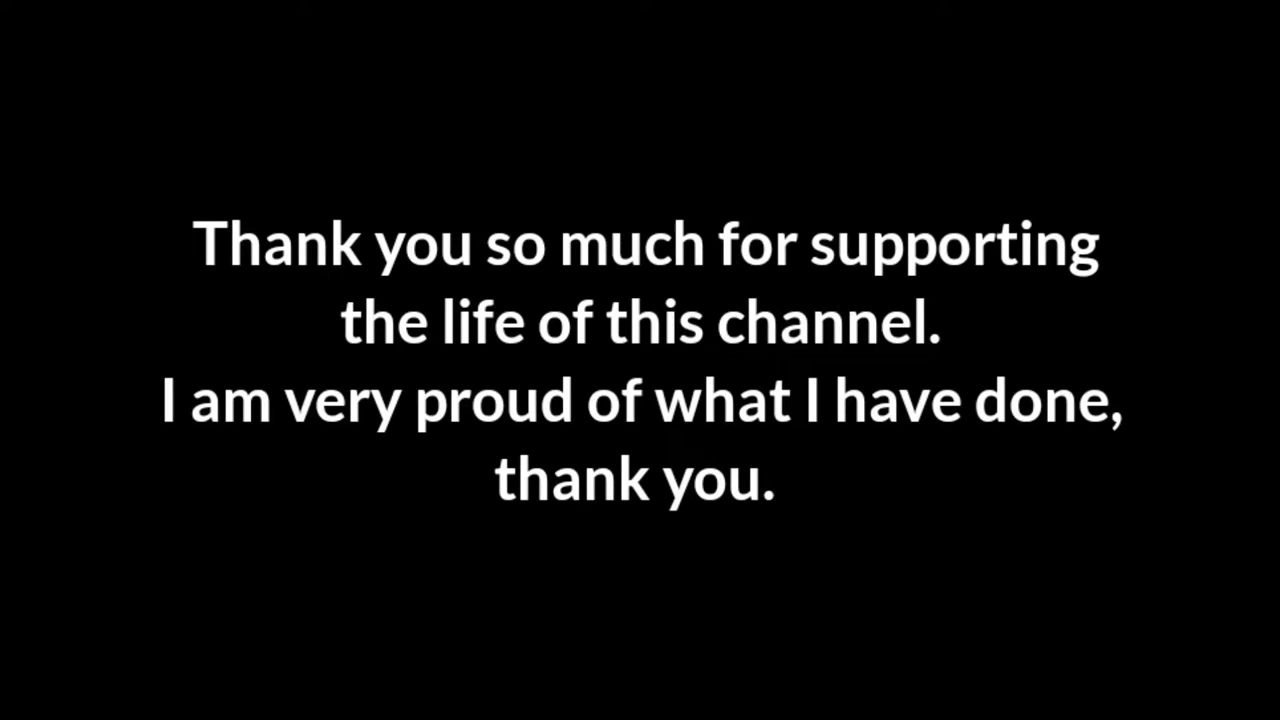 Thank you so much for supporting
the life of this channel.
I am very proud of what I have done,
thank you.